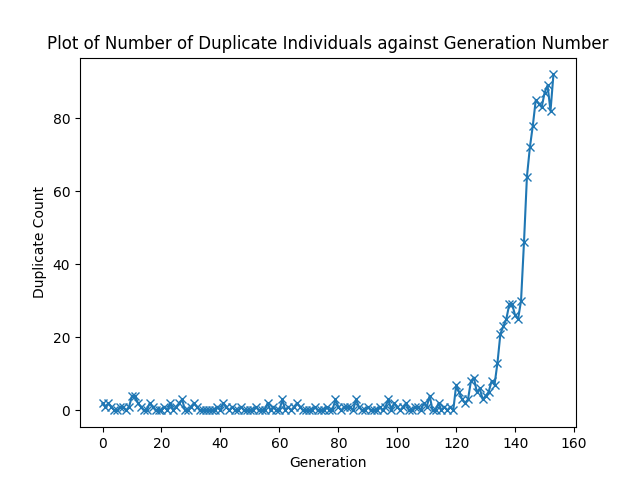 Plot of Number of Duplicate Individuals against Generation Number
80
60
40
20
0
Duplicate Count
0 20 40 60 80 100 120 140 160
Generation